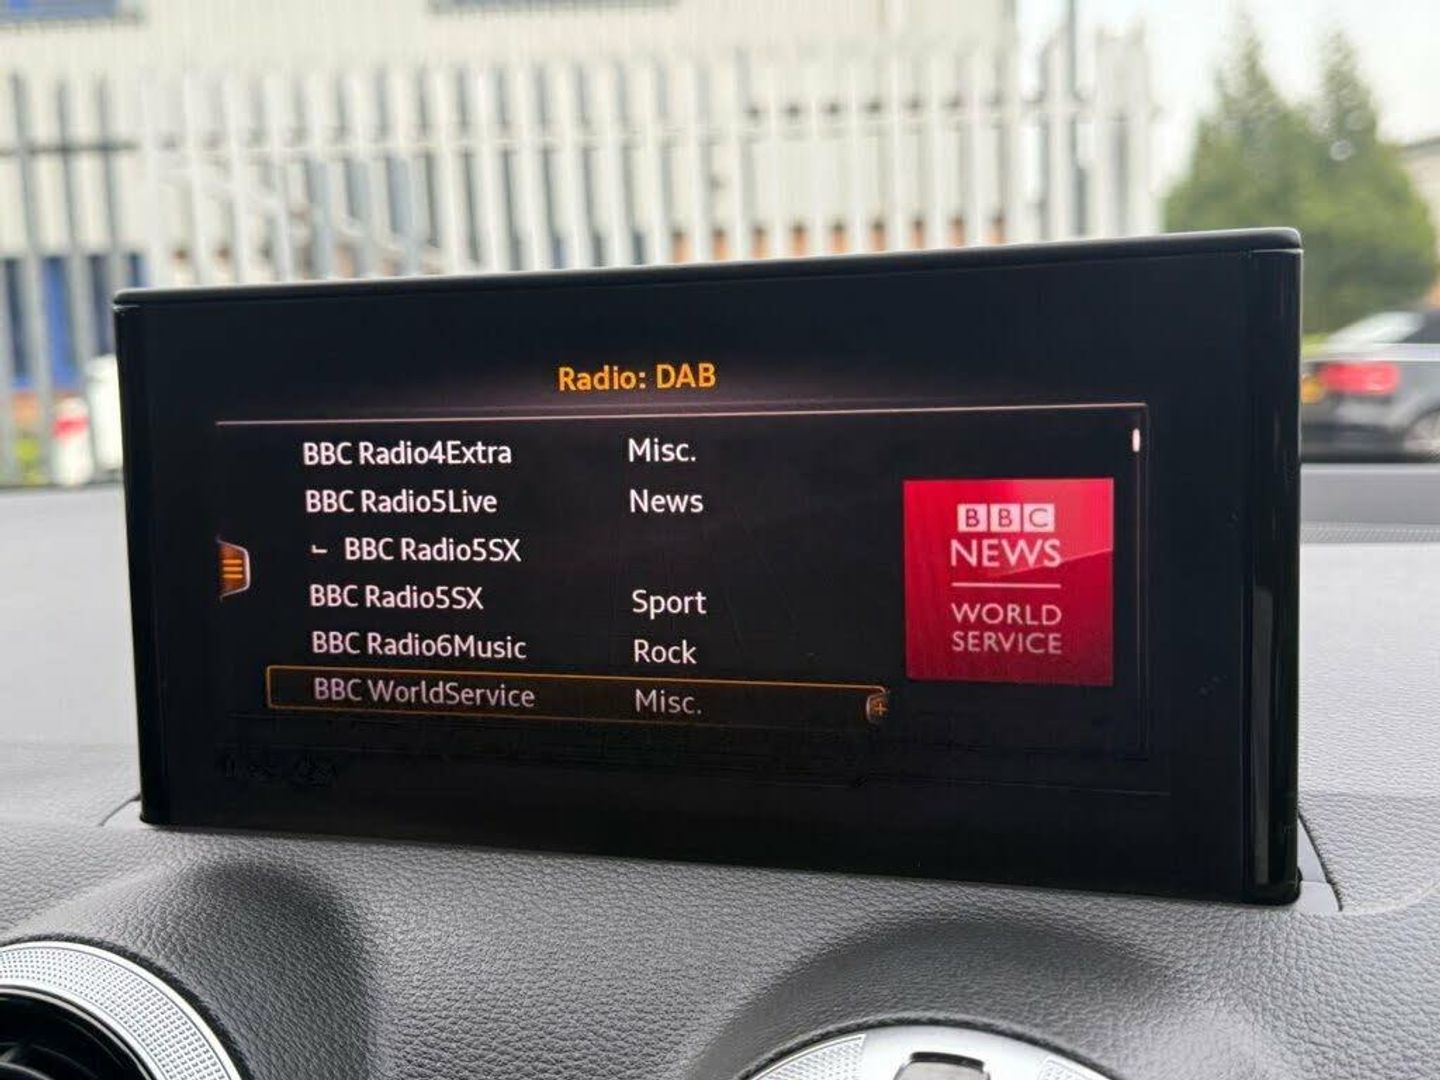 Radio: DAB
BBC Radio4Extra Misc.
BBC Radio5Live News
BBC Radio5SX
BBC Radio5SX Sport
BBC Radio6Music Rock
BBC WorldService Misc.
BBC
NEWS
WORLD
SERVICE